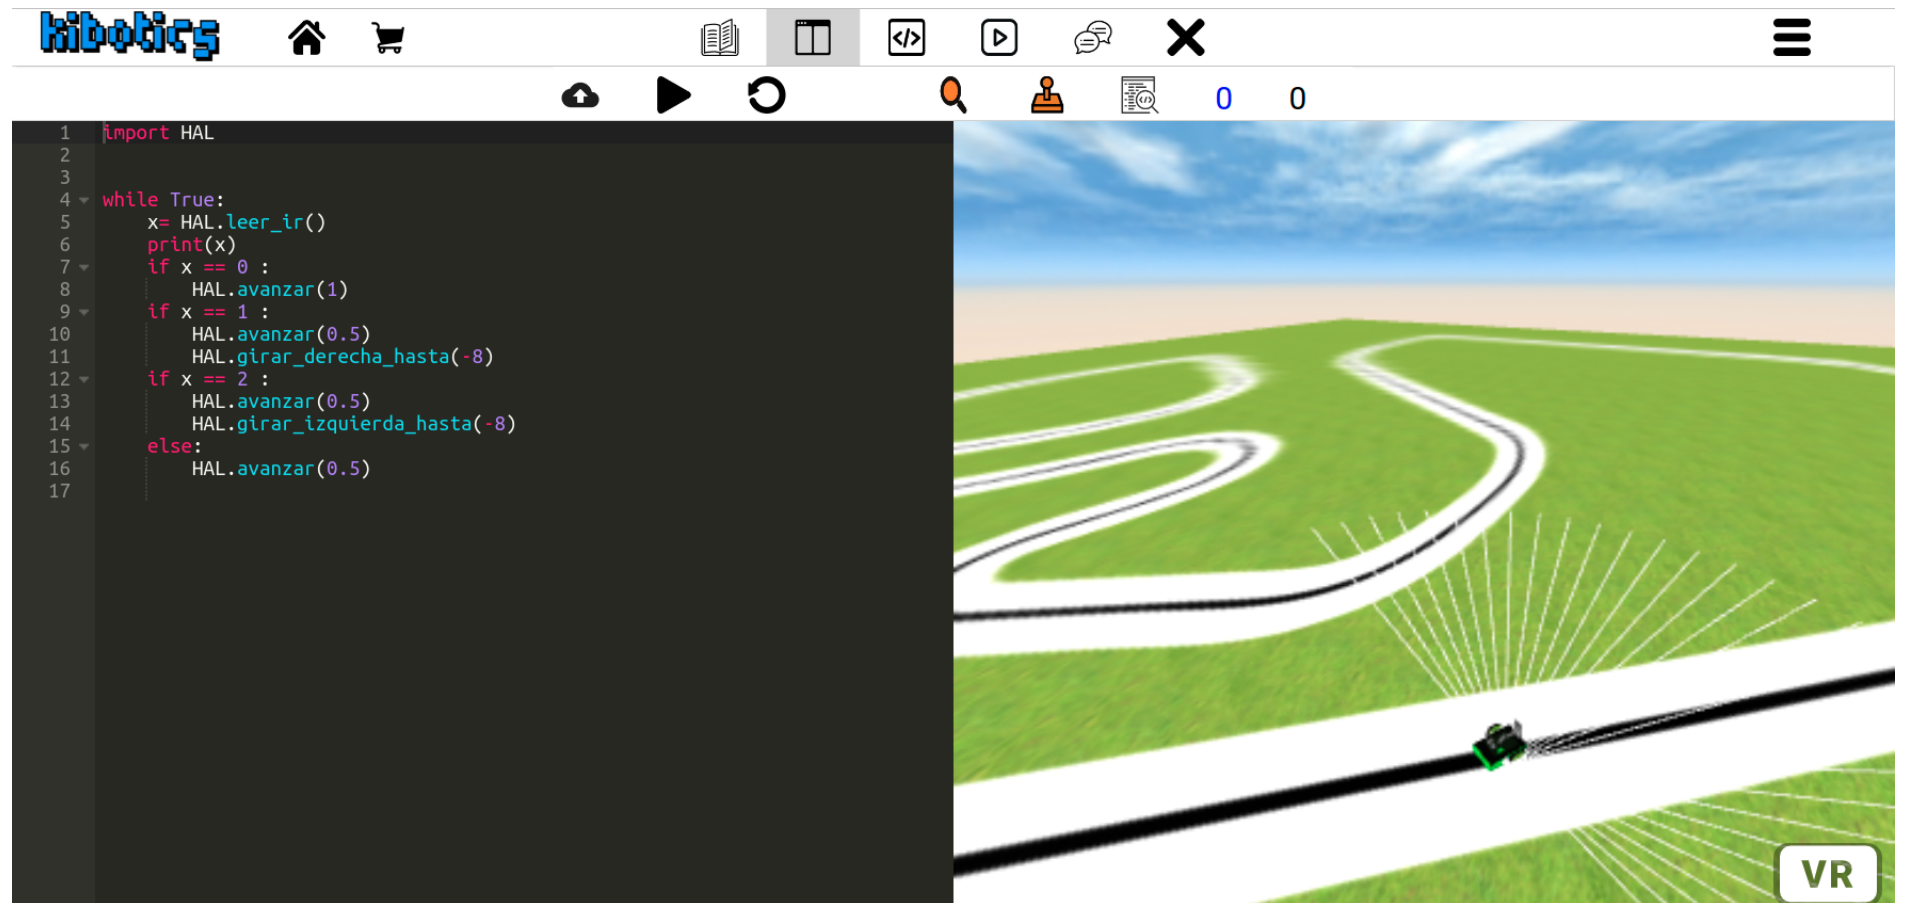 kibotics
0 0
1 import HAL
2
3
4 while True:
5 x= HAL.leer_ir()
6 print(x)
7 if x == 0 :
8 HAL.avanzar(1)
9 if x == 1 :
10 HAL.avanzar(0.5)
11 HAL.girar_derecha_hasta(-8)
12 if x == 2 :
13 HAL.avanzar(0.5)
14 HAL.girar_izquierda_hasta(-8)
15 else:
16 HAL.avanzar(0.5)
17
VR